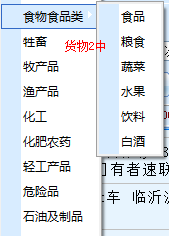 食物食品类
牲畜
牧产品
渔产品
化工
化肥农药
轻工产品
危险品
石油及制品
货物2中
食品
粮食
蔬菜
水果
饮料
白酒
有者速联
车 临沂